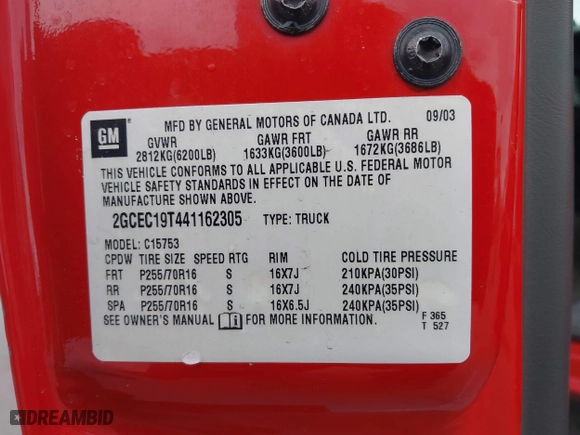 GM
MFD BY GENERAL MOTORS OF CANADA LTD. 09/03
GVWR GAWR FRT GAWR RR
2812KG(6200LB) 1633KG(3600LB) 1672KG(3686LB)
THIS VEHICLE CONFORMS TO ALL APPLICABLE U.S. FEDERAL MOTOR
VEHICLE SAFETY STANDARDS IN EFFECT ON THE DATE OF
MANUFACTURE SHOWN ABOVE.
2GCEC19T441162305 TYPE: TRUCK
MODEL: C15753
CPDW TIRE SIZE SPEED RTG RIM COLD TIRE PRESSURE
FRT P255/70R16 S 16X7J 210KPA(30PSI)
RR P255/70R16 S 16X7J 240KPA(35PSI)
SPA P255/70R16 S 16X6.5J 240KPA(35PSI)
SEE OWNER'S MANUAL FOR MORE INFORMATION. F 365
T 527
DREAMBID